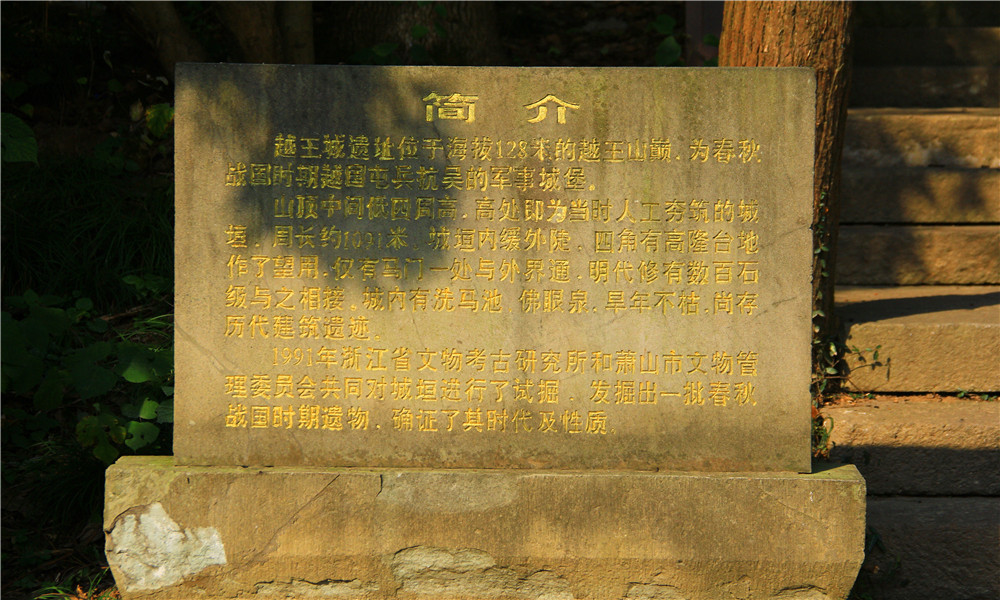 简介
越王城遗址位于海拔128米的越王山巅，为春秋
战国时期越国屯兵抗吴的军事城堡。
山顶中间低四周高，高处即为当时人工夯筑的城
垣，周长约1091米，城垣内缓外陡，四角有高隆台地
作了望用，仅有马门一处与外界通，明代修有数百石
级与之相接。城内有洗马池、佛眼泉，旱年不枯，尚存
历代建筑遗迹。
1991年浙江省文物考古研究所和萧山市文物管
理委员会共同对城垣进行了试掘，发掘出一批春秋
战国时期遗物，确证了其时代及性质。